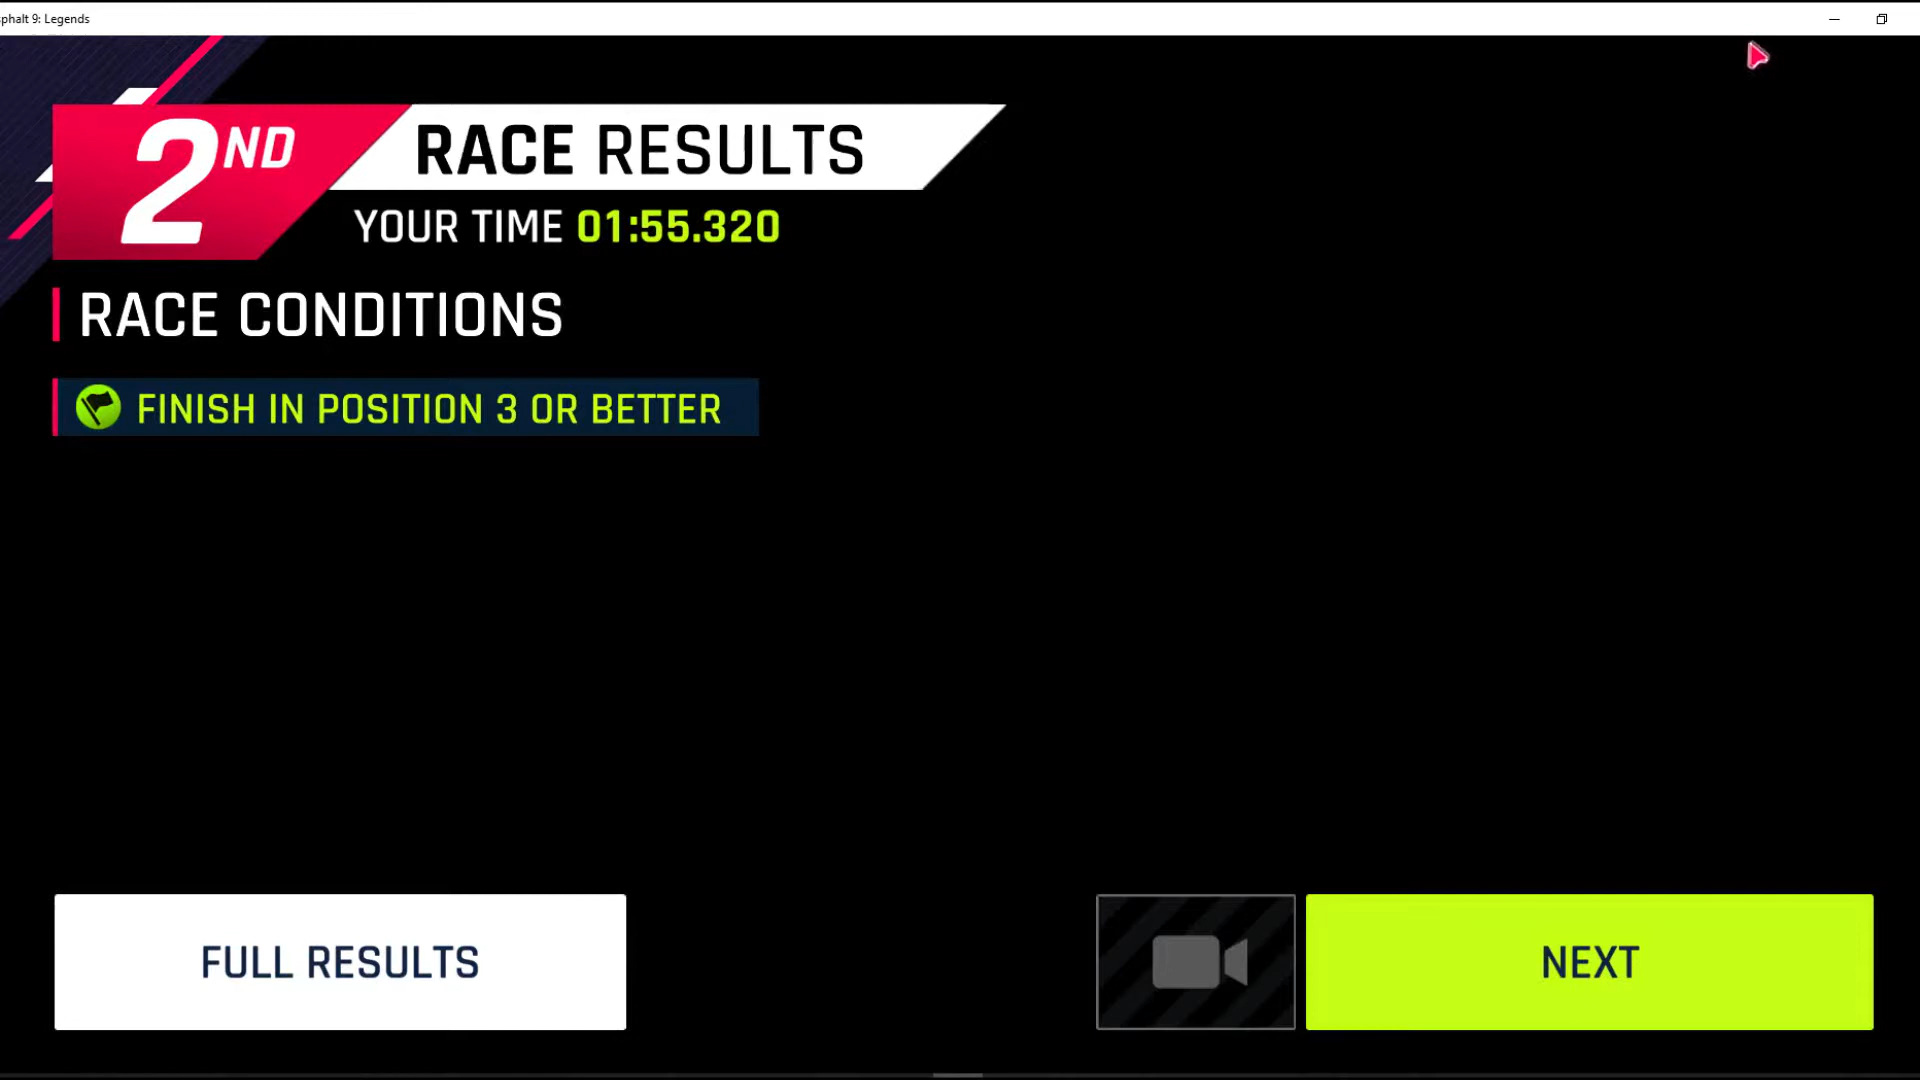 phalt 9: Legends
2ND
RACE RESULTS
YOUR TIME 01:55.320
RACE CONDITIONS
FINISH IN POSITION 3 OR BETTER
FULL RESULTS
NEXT